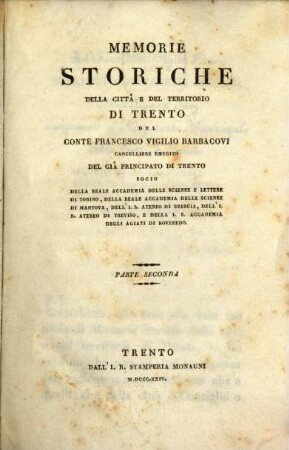 MEMORIE
STORICHE
DELLA CITTÀ E DEL TERRITORIO
DI TRENTO
DEL
CONTE FRANCESCO VIGILIO BARBACOVI
CANCELLIERE EMERITO
DEL GIÀ PRINCIPATO DI TRENTO
SOCIO
DELLA REALE ACCADEMIA DELLE SCIENZE E LETTERE
DI TORINO, DELLA REALE ACCADEMIA DELLE SCIENZE
DI MANTOVA, DELL' I. R. ATENEO DI BRESCIA, DELL' I.
R. ATENEO DI TREVISO, E DELLA I. R. ACCADEMIA
DEGLI AGIATI DI ROVEREDO.
PARTE SECONDA
TRENTO
DALL' I. R. STAMPERIA MONAUNI
M.DCCC.XXIV.